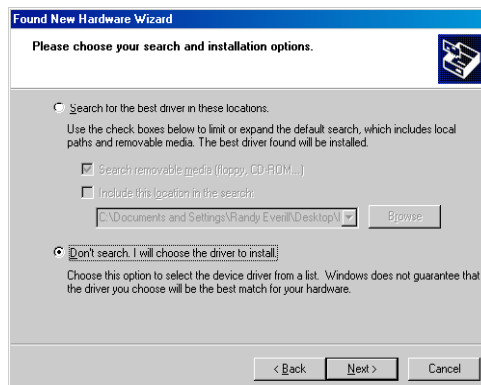 Found New Hardware Wizard
Please choose your search and installation options.
Search for the best driver in these locations.
Use the check boxes below to limit or expand the default search, which includes local
paths and removable media. The best driver found will be installed.
Search removable media (floppy, CD-ROM...)
Include this location in the search:
C:\Documents and Settings\Randy Everill\Desktop\
Browse
Don't search. I will choose the driver to install.
Choose this option to select the device driver from a list. Windows does not guarantee that
the driver you choose will be the best match for your hardware.
< Back
Next >
Cancel